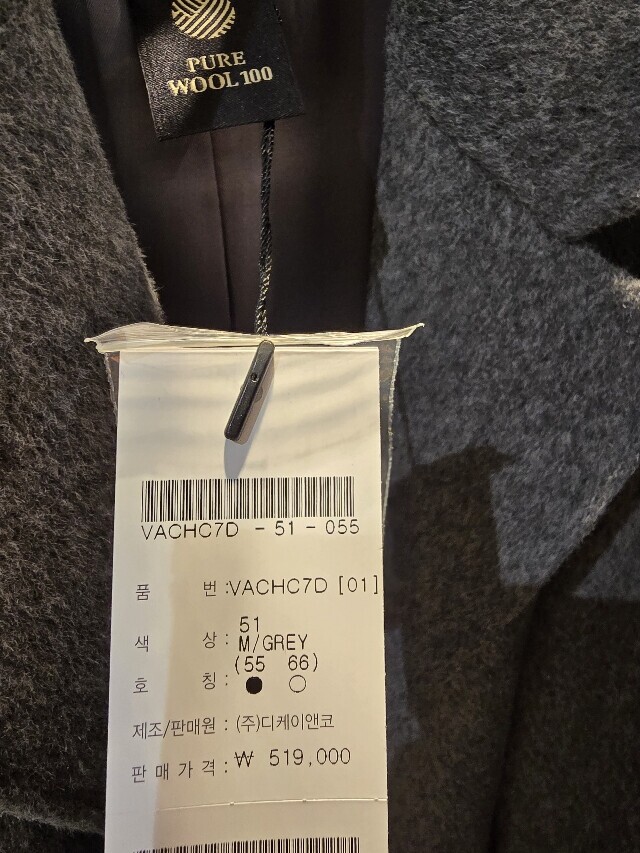 PURE
WOOL 100
VACHC7D - 51 - 055
품 번 : VACHC7D [01]
51
색 상 : M/GREY
(55 66)
호 칭 : ● ○
제조/판매원 : (주)디케이앤코
판 매 가 격 : ₩ 519,000